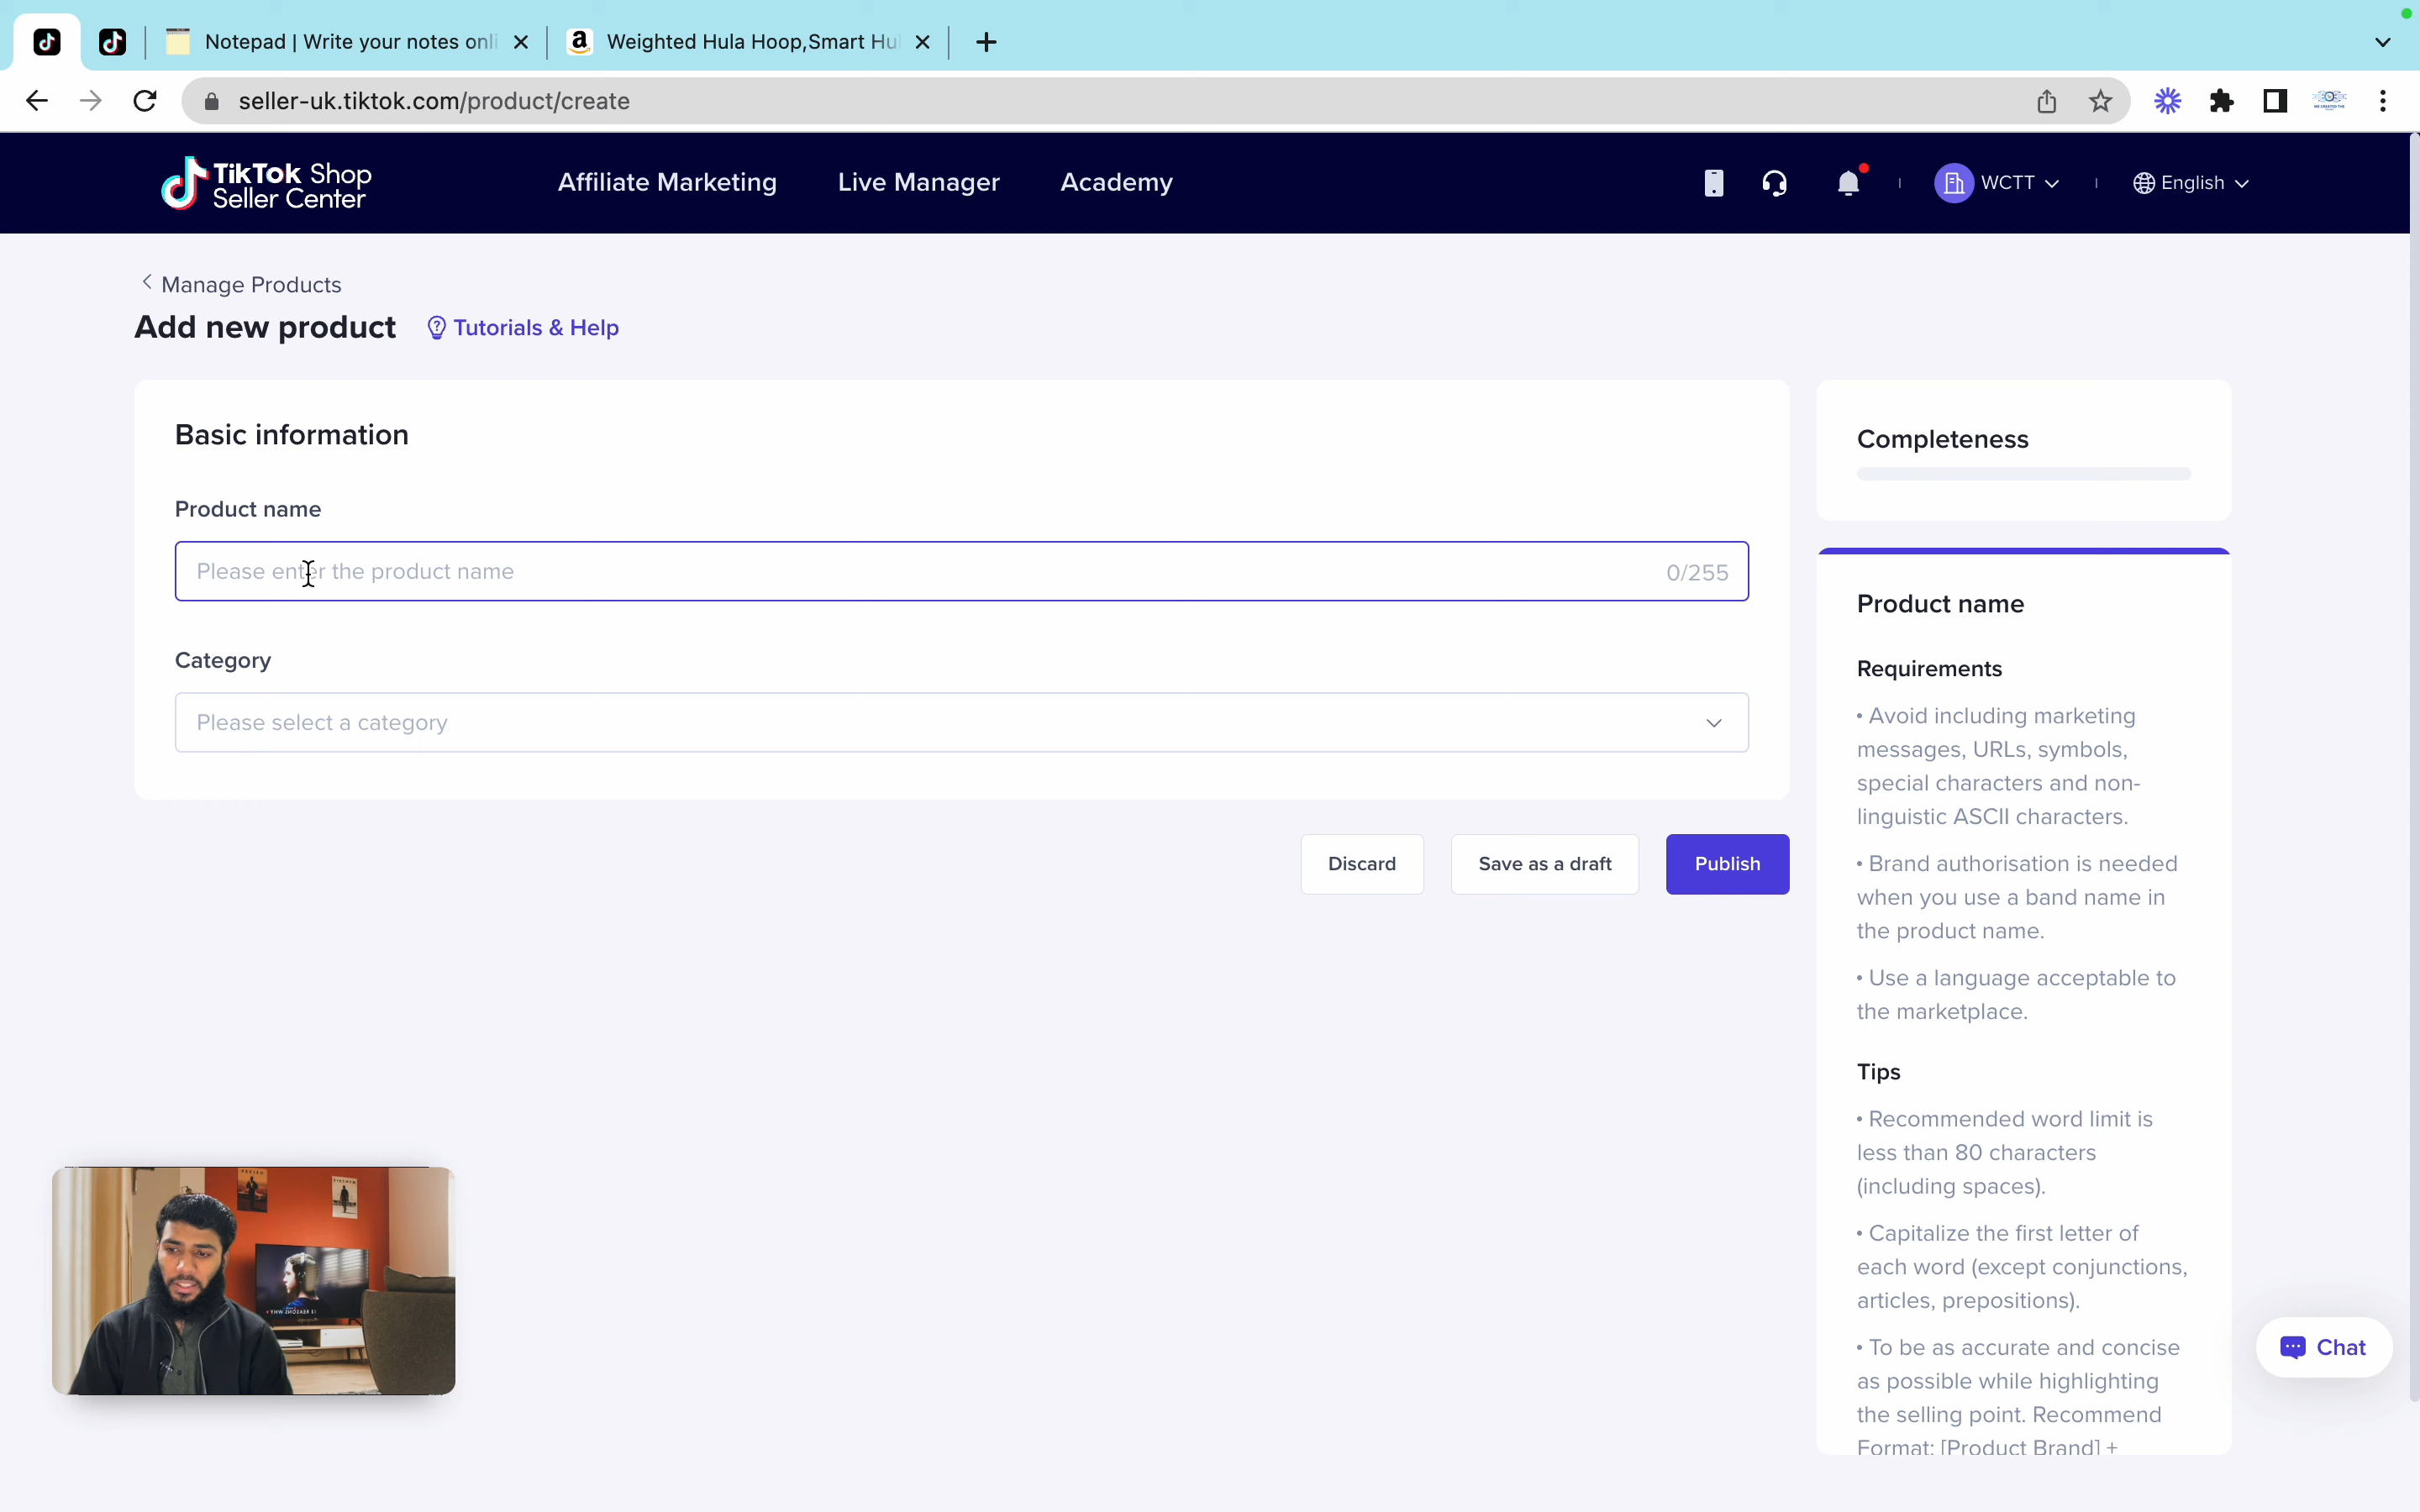 Notepad | Write your notes onli
Weighted Hula Hoop,Smart Hu
seller-uk.tiktok.com/product/create
TikTok Shop
Seller Center
Affiliate Marketing
Live Manager
Academy
WCTT
English
Manage Products
Add new product
Tutorials & Help
Basic information
Product name
Please enter the product name
0/255
Category
Please select a category
Discard
Save as a draft
Publish
Completeness
Product name
Requirements
• Avoid including marketing
messages, URLs, symbols,
special characters and non-
linguistic ASCII characters.
• Brand authorisation is needed
when you use a band name in
the product name.
• Use a language acceptable to
the marketplace.
Tips
• Recommended word limit is
less than 80 characters
(including spaces).
• Capitalize the first letter of
each word (except conjunctions,
articles, prepositions).
• To be as accurate and concise
as possible while highlighting
the selling point. Recommend
Format: [Product Brand] +
Chat